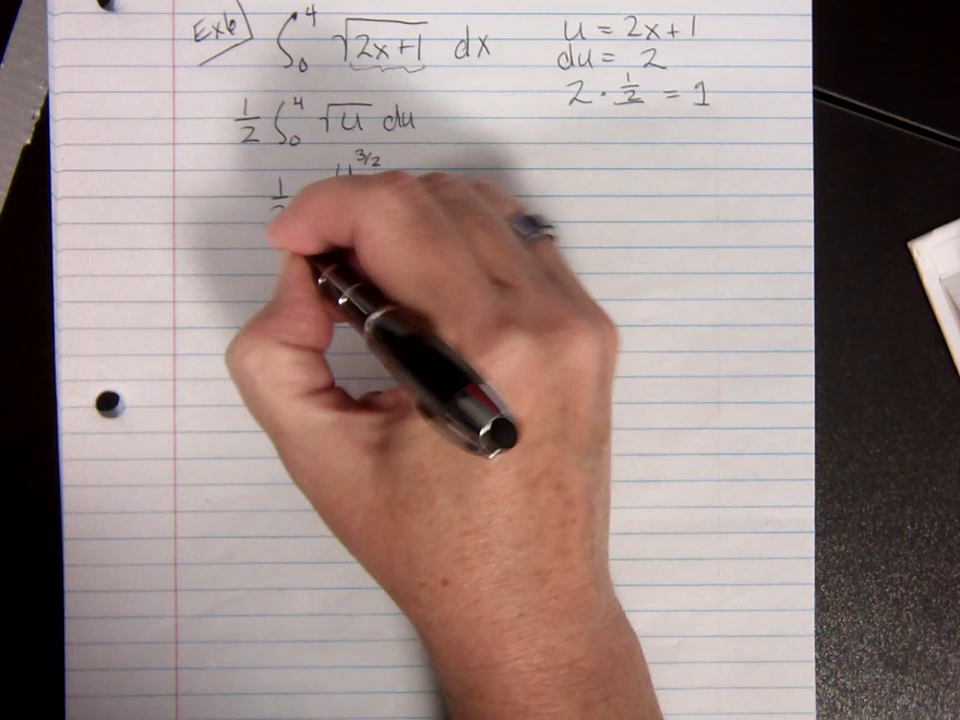 Ex6) ∫₀⁴ √(2x+1) dx
u = 2x+1
du = 2
2 · 1/2 = 1
1/2 ∫₀⁴ √u du
u^(3/2)